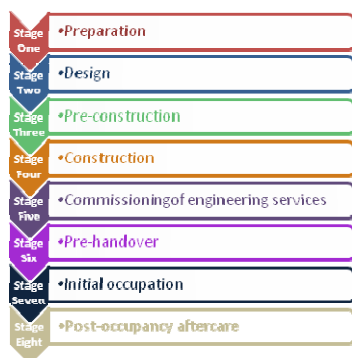 Stage One
•Preparation
Stage Two
•Design
Stage Three
•Pre-construction
Stage Four
•Construction
Stage Five
•Commissioningof engineering services
Stage Six
•Pre-handover
Stage Seven
•Initial occupation
Stage Eight
•Post-occupancy aftercare